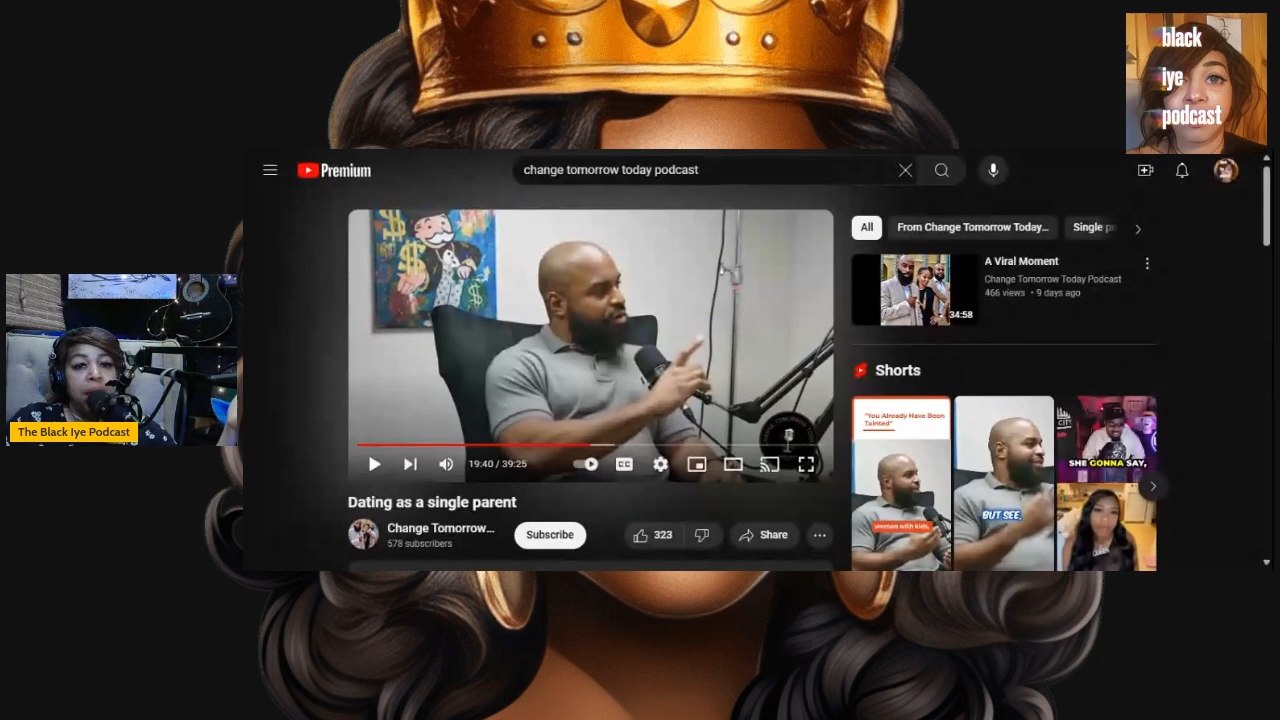 black
iye
podcast
Premium
change tomorrow today podcast
All
From Change Tomorrow Today...
Single
A Viral Moment
Change Tomorrow Today Podcast
466 views • 9 days ago
34:58
Shorts
"You Already Have Been
Tainted"
SHE GONNA SAY,
BUT SEE,
women with kids,
The Black Iye Podcast
CC
19:40 / 39:25
Dating as a single parent
Change Tomorrow...
578 subscribers
Subscribe
323
Share